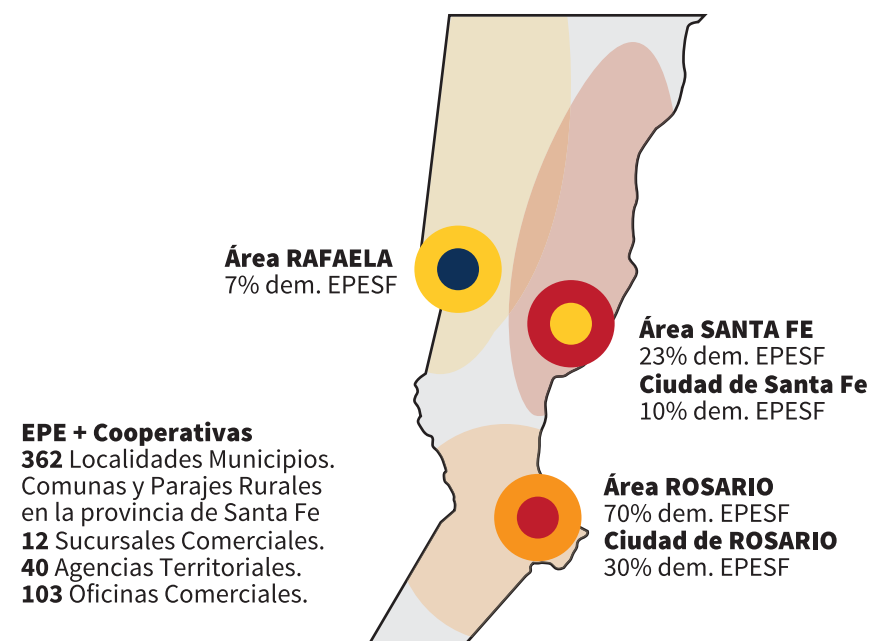 Área RAFAELA
7% dem. EPESF
Área SANTA FE
23% dem. EPESF
Ciudad de Santa Fe
10% dem. EPESF
EPE + Cooperativas
362 Localidades Municipios.
Comunas y Parajes Rurales
en la provincia de Santa Fe
12 Sucursales Comerciales.
40 Agencias Territoriales.
103 Oficinas Comerciales.
Área ROSARIO
70% dem. EPESF
Ciudad de ROSARIO
30% dem. EPESF